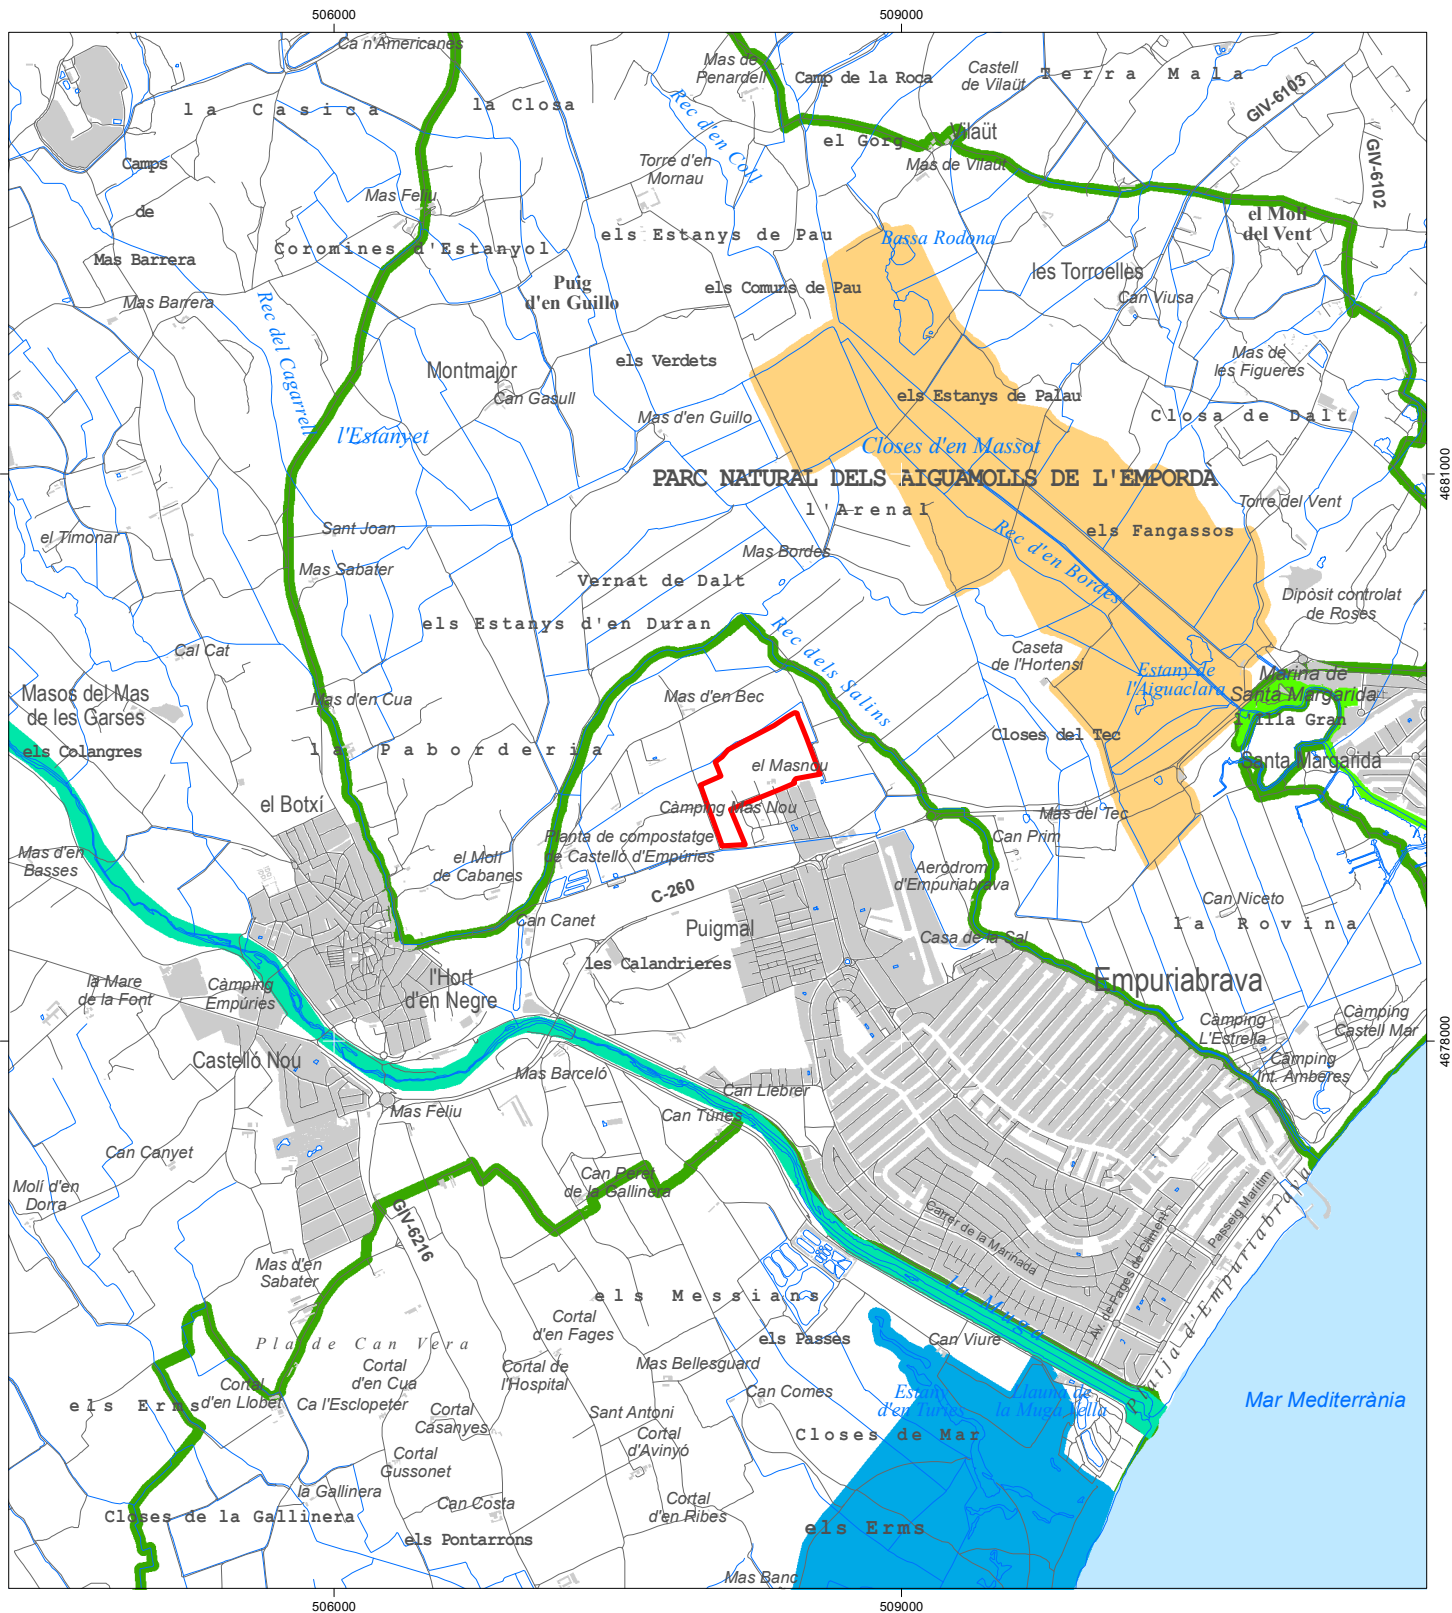 506000
509000
Ca n'Americanes
Mas de
Penardell
Camp de la Roca
Castell
de Vilaüt
Terra Mala
GIV-6103
la Casica
la Closa
Rec d'en Coll
el Gorg
Vilaüt
Mas de Vilaüt
GIV-6102
Camps
de
Mas Barrera
Torre d'en
Mornau
Mas Feliu
Coromines d'Estanyol
els Estanys de Pau
Bassa Rodona
el Molí
del Vent
les Torroelles
Can Viusa
Puig
d'en Guillo
els Comuns de Pau
Mas Barrera
Rec del Cagarrell
Montmajor
Can Gasull
els Verdets
Mas de
les Figueres
els Estanys de Palau
Closa de Dalt
Mas d'en Guillo
l'Estanyet
Closes d'en Massot
PARC NATURAL DELS AIGUAMOLLS DE L'EMPORDÀ
4681000
l'Arenal
Torre del Vent
el Timonar
Sant Joan
Rec d'en Bordes
els Fangassos
Mas Bordes
Mas Sabater
Vernat de Dalt
Dipòsit controlat
de Roses
els Estanys d'en Duran
Rec dels Salins
Cal Cat
Caseta
de l'Hortensi
Estany de
l'Aiguaclara
Marina de
Santa Margarida
Masos del Mas
de les Garses
Mas d'en Cua
Mas d'en Bec
l'Illa Gran
els Colangres
la Paborderia
Closes del Tec
el Masnou
Santa Margarida
el Botxí
Càmping Mas Nou
Mas del Tec
Planta de compostatge
de Castelló d'Empúries
Can Prim
Mas d'en
Basses
el Molí
de Cabanes
Aeròdrom
d'Empuriabrava
C-260
Can Niceto
Can Canet
Puigmal
la Rovina
Casa de la Sal
les Calandrieres
la Mare
de la Font
Càmping
Empúries
l'Hort
d'en Negre
Empuriabrava
Càmping
L'Estrella
Càmping
Castell Mar
4678000
Castelló Nou
Càmping
Int. Amberes
Mas Barceló
Can Llebrer
Mas Feliu
Can Túries
Can Canyet
Can Peret
de la Gallinera
Molí d'en
Dorra
GIV-6216
Carrer de la Marinada
Av. de Fages de Climent
Passeig Marítim
Platja d'Empuriabrava
Mas d'en
Sabater
els Messians
la Muga
Cortal
d'en Fages
els Passes
Can Viure
Pla de Can Vera
Cortal
d'en Cua
Cortal de
l'Hospital
Mas Bellesguard
Can Comes
Estany
d'en Turies
Llauna de
la Muga Vella
Mar Mediterrània
els Erms
Cortal
d'en Llobet
Ca l'Esclopeter
Cortal
Casanyes
Sant Antoni
Cortal
d'Avinyó
Closes de Mar
Cortal
Gussonet
la Gallinera
Can Costa
Cortal
d'en Ribes
Closes de la Gallinera
els Pontarrons
els Erms
Mas Banc
506000
509000